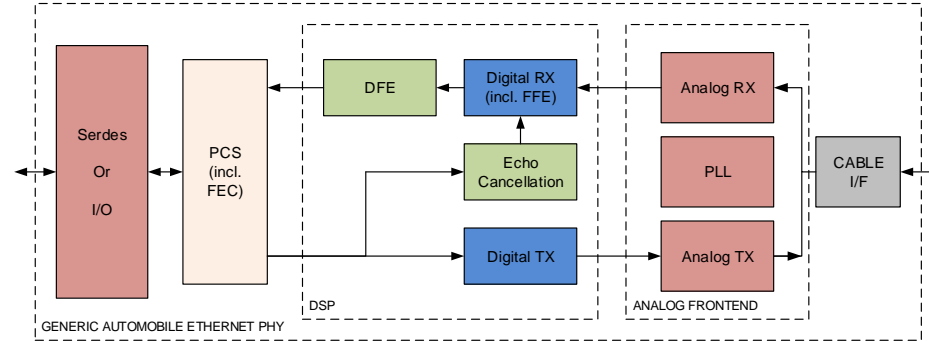 Serdes
Or
I/O
PCS
(incl.
FEC)
DFE
Digital RX
(incl. FFE)
Echo
Cancellation
Digital TX
DSP
Analog RX
PLL
Analog TX
ANALOG FRONTEND
CABLE
I/F
GENERIC AUTOMOBILE ETHERNET PHY